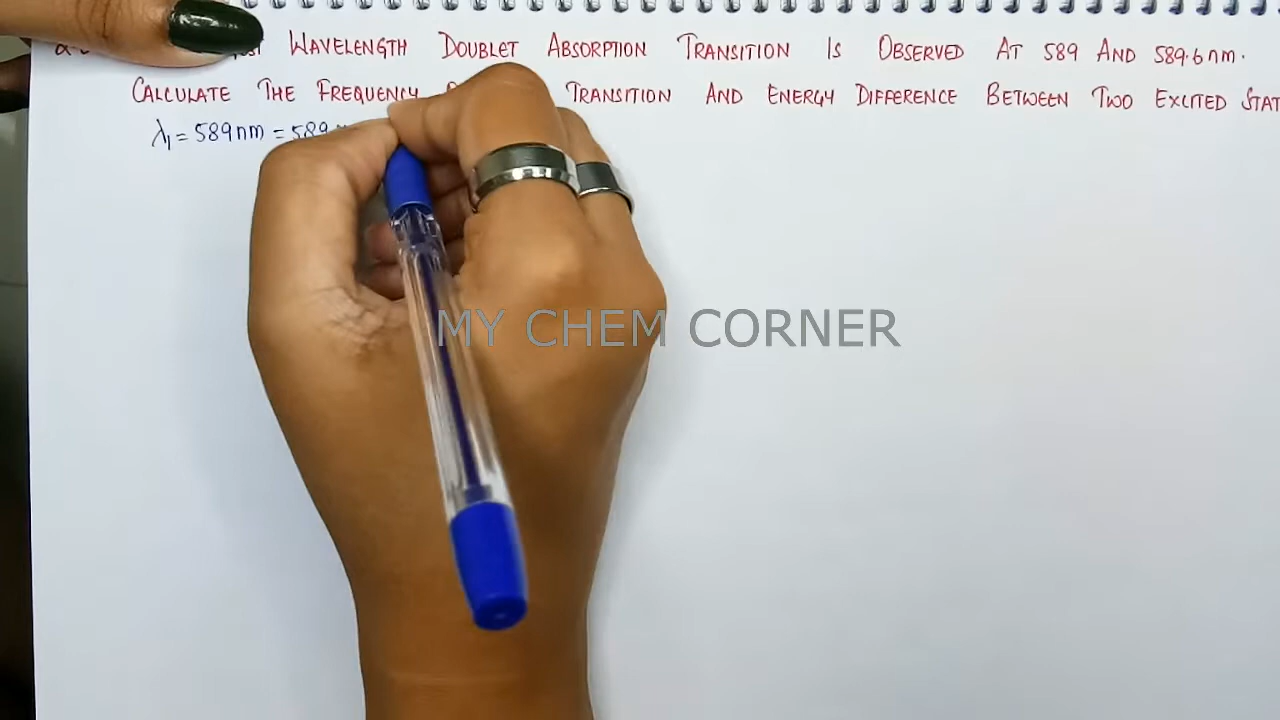 WAVELENGTH DOUBLET ABSORPTION TRANSITION IS OBSERVED AT 589 AND 589.6 nm.
CALCULATE THE FREQUENCY TRANSITION AND ENERGY DIFFERENCE BETWEEN TWO EXCITED STAT
λ₁ = 589 nm = 589
MY CHEM CORNER